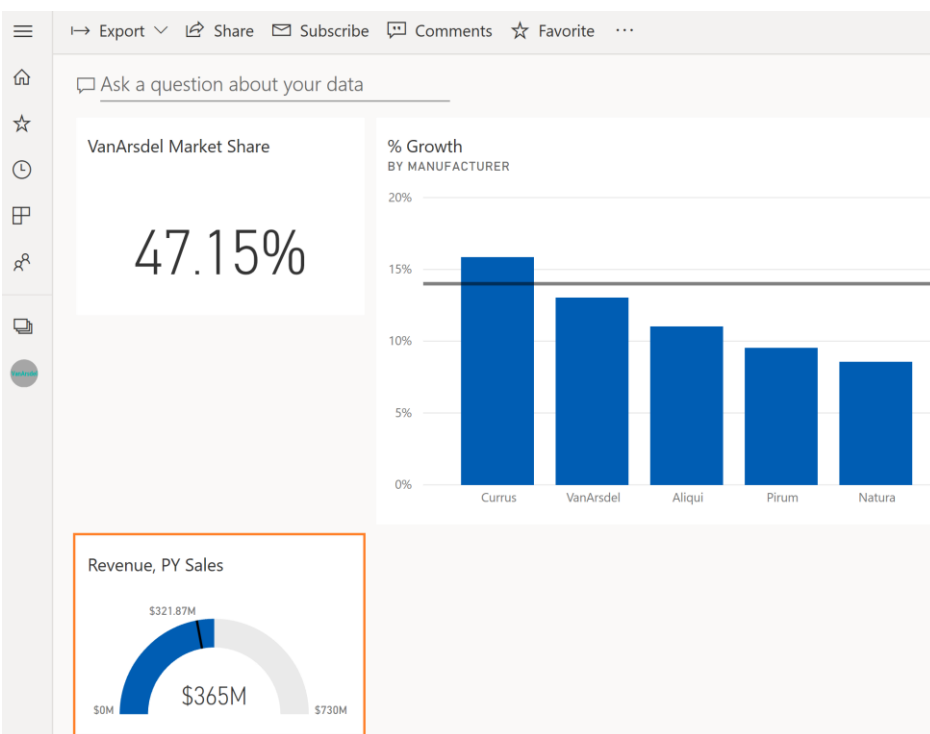 Export Share Subscribe Comments Favorite ...
Ask a question about your data
VanArsdel Market Share
47.15%
% Growth
BY MANUFACTURER
20%
15%
10%
5%
0%
Currus VanArsdel Aliqui Pirum Natura
VanArsdel
Revenue, PY Sales
$321.87M
$365M
$0M
$730M